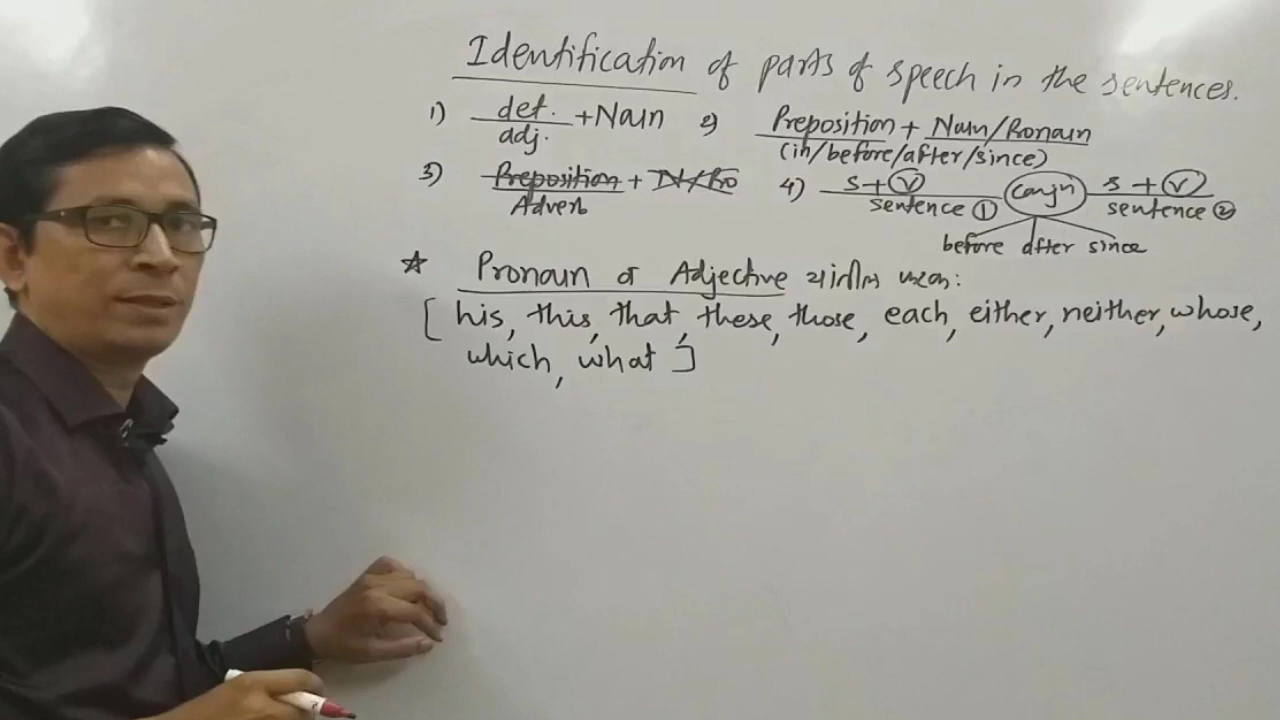 Identification of parts of speech in the sentences.
1) det. / adj. + Noun 2) Preposition + Noun/Pronoun
(in/before/after/since)
3) Preposition + N/Pro 4) S + V conjn S + V
Adverb sentence ① sentence ②
before after since
☆ Pronoun or Adjective
[ his, this, that, these, those, each, either, neither, whose,
which, what ]